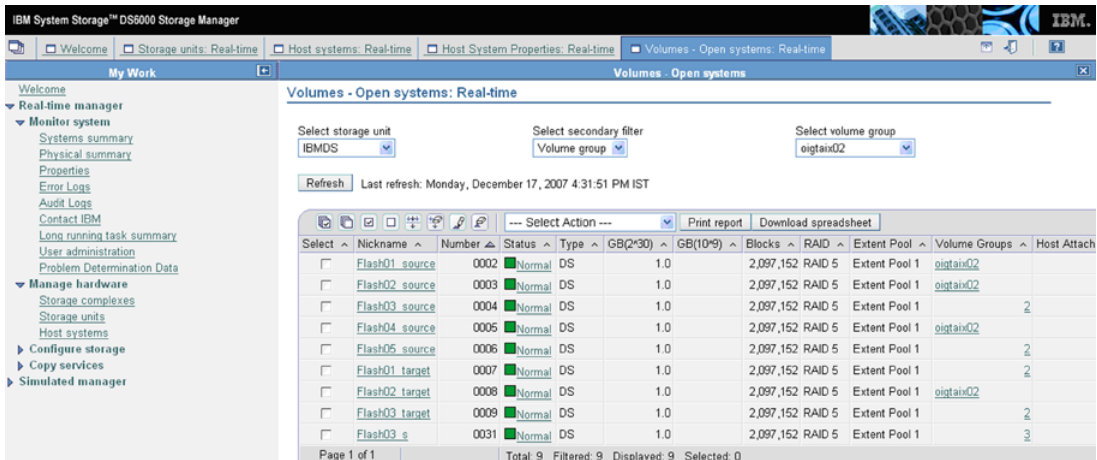 IBM System Storage™ DS6000 Storage Manager
IBM.
Welcome Storage units: Real-time Host systems: Real-time Host System Properties: Real-time Volumes - Open systems: Real-time
My Work
Volumes - Open systems
Welcome
Real-time manager
Monitor system
Systems summary
Physical summary
Properties
Error Logs
Audit Logs
Contact IBM
Long running task summary
User administration
Problem Determination Data
Manage hardware
Storage complexes
Storage units
Host systems
Configure storage
Copy services
Simulated manager
Volumes - Open systems: Real-time
Select storage unit Select secondary filter Select volume group
IBMDS Volume group oigtaix02
Refresh Last refresh: Monday, December 17, 2007 4:31:51 PM IST
--- Select Action --- Print report Download spreadsheet
Select Nickname Number Status Type GB(2^30) GB(10^9) Blocks RAID Extent Pool Volume Groups Host Attach
Flash01_source 0002 Normal DS 1.0 2,097,152 RAID 5 Extent Pool 1 oigtaix02
Flash02_source 0003 Normal DS 1.0 2,097,152 RAID 5 Extent Pool 1 oigtaix02
Flash03_source 0004 Normal DS 1.0 2,097,152 RAID 5 Extent Pool 1 2
Flash04_source 0005 Normal DS 1.0 2,097,152 RAID 5 Extent Pool 1 oigtaix02
Flash05_source 0006 Normal DS 1.0 2,097,152 RAID 5 Extent Pool 1 2
Flash01_target 0007 Normal DS 1.0 2,097,152 RAID 5 Extent Pool 1 2
Flash02_target 0008 Normal DS 1.0 2,097,152 RAID 5 Extent Pool 1 oigtaix02
Flash03_target 0009 Normal DS 1.0 2,097,152 RAID 5 Extent Pool 1 2
Flash03_s 0031 Normal DS 1.0 2,097,152 RAID 5 Extent Pool 1 3
Page 1 of 1 Total: 9 Filtered: 9 Displayed: 9 Selected: 0